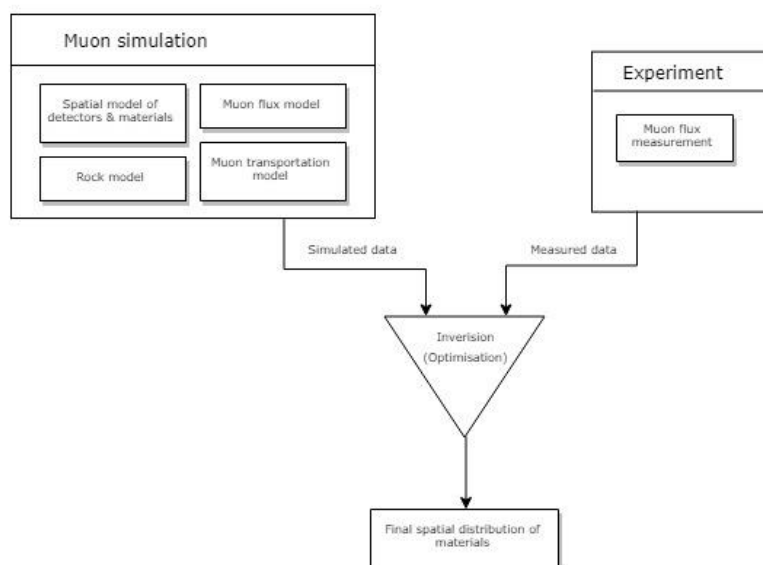 Muon simulation
Spatial model of
detectors & materials
Muon flux model
Rock model
Muon transportation
model
Experiment
Muon flux
measurement
Simulated data
Measured data
Inverision
(Optimisation)
Final spatial distribution of
materials